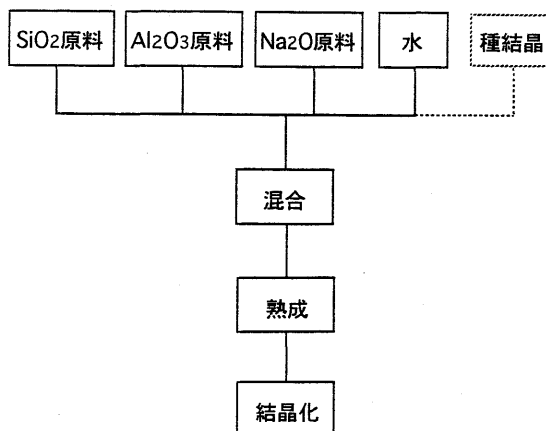 SiO2原料
Al2O3原料
Na2O原料
水
種結晶
混合
熟成
結晶化